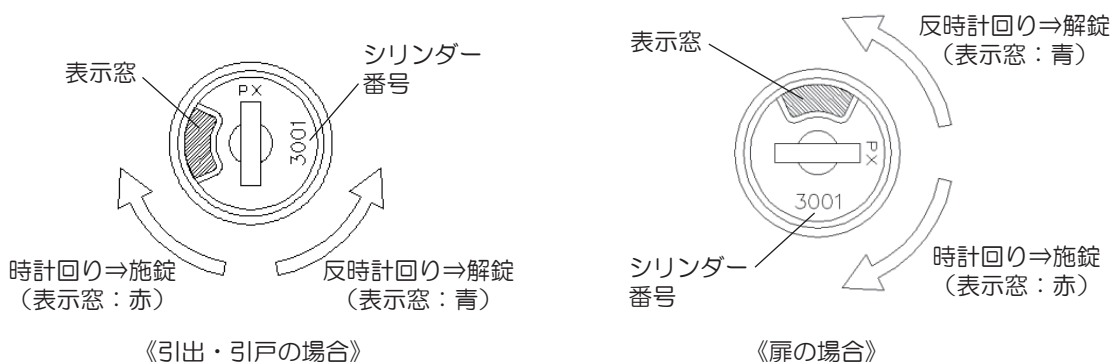 表示窓
シリンダー
番号
PX
3001
時計回り⇒施錠
（表示窓：赤）
反時計回り⇒解錠
（表示窓：青）
《引出・引戸の場合》
表示窓
反時計回り⇒解錠
（表示窓：青）
PX
3001
シリンダー
番号
時計回り⇒施錠
（表示窓：赤）
《扉の場合》